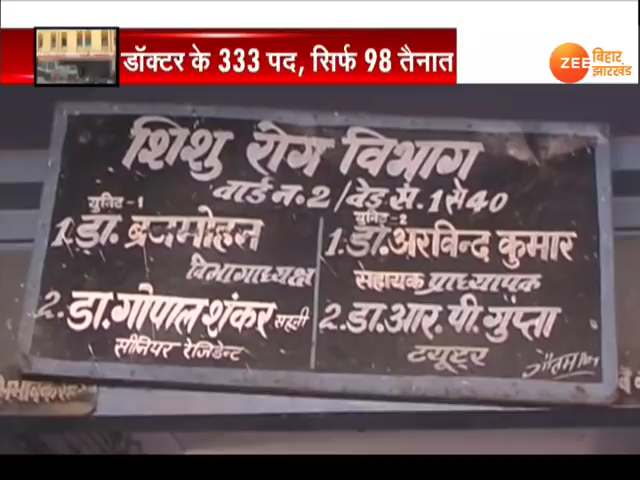 डॉक्टर के 333 पद, सिर्फ 98 तैनात
ZEE बिहार झारखंड
शिशु रोग विभाग
वार्ड न.2/वेड स. 1 से 40
युनिट-1
1. डा. ब्रजमोहन
विभागाध्यक्ष
2. डा. गोपाल शंकर सहनी
सीनियर रेजिडेन्ट
युनिट-2
1. डा. अरविन्द कुमार
सहायक प्राध्यापक
2. डा. आर. पी. गुप्ता
टयूटर